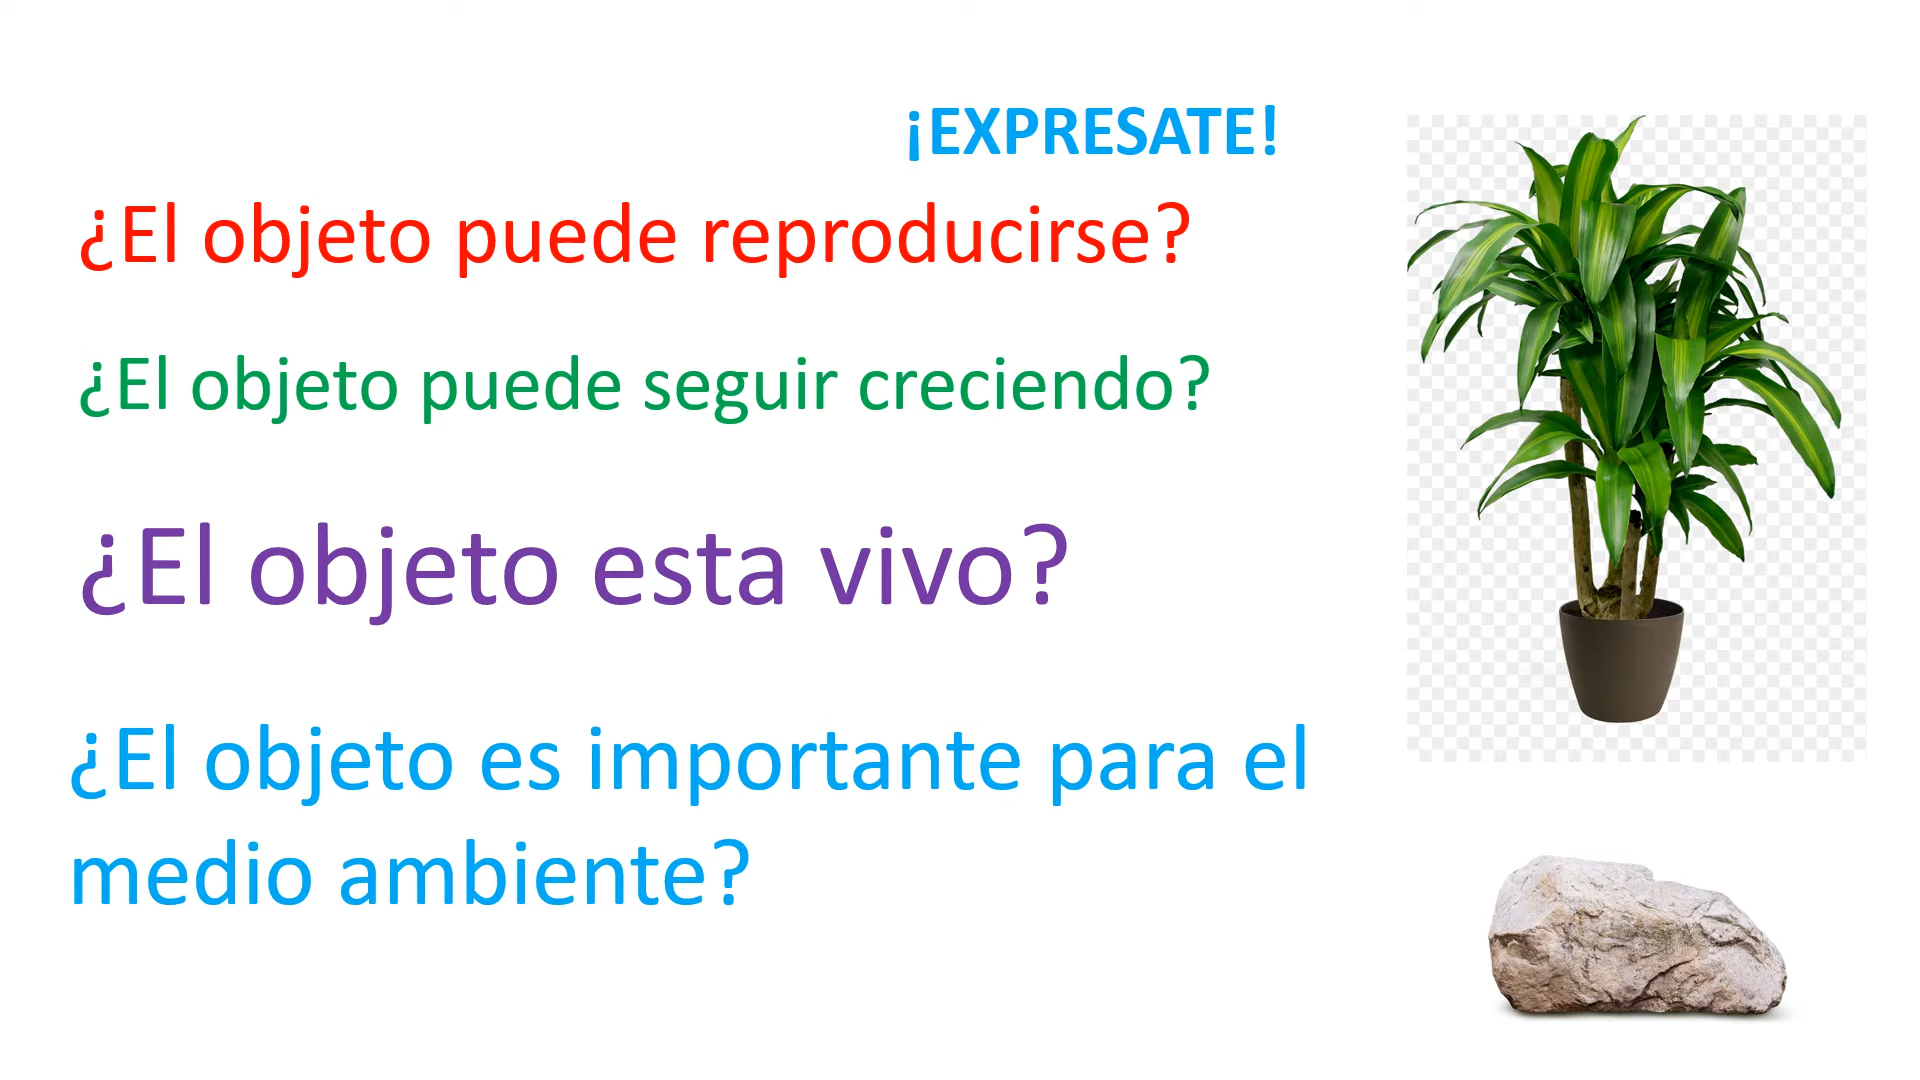 ¡EXPRESATE!
¿El objeto puede reproducirse?
¿El objeto puede seguir creciendo?
¿El objeto esta vivo?
¿El objeto es importante para el
medio ambiente?